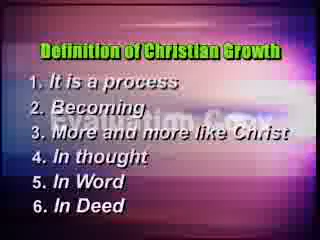 Definition of Christian Growth
1. It is a process
2. Becoming
Evaluation Copy
3. More and more like Christ
4. In thought
5. In Word
6. In Deed